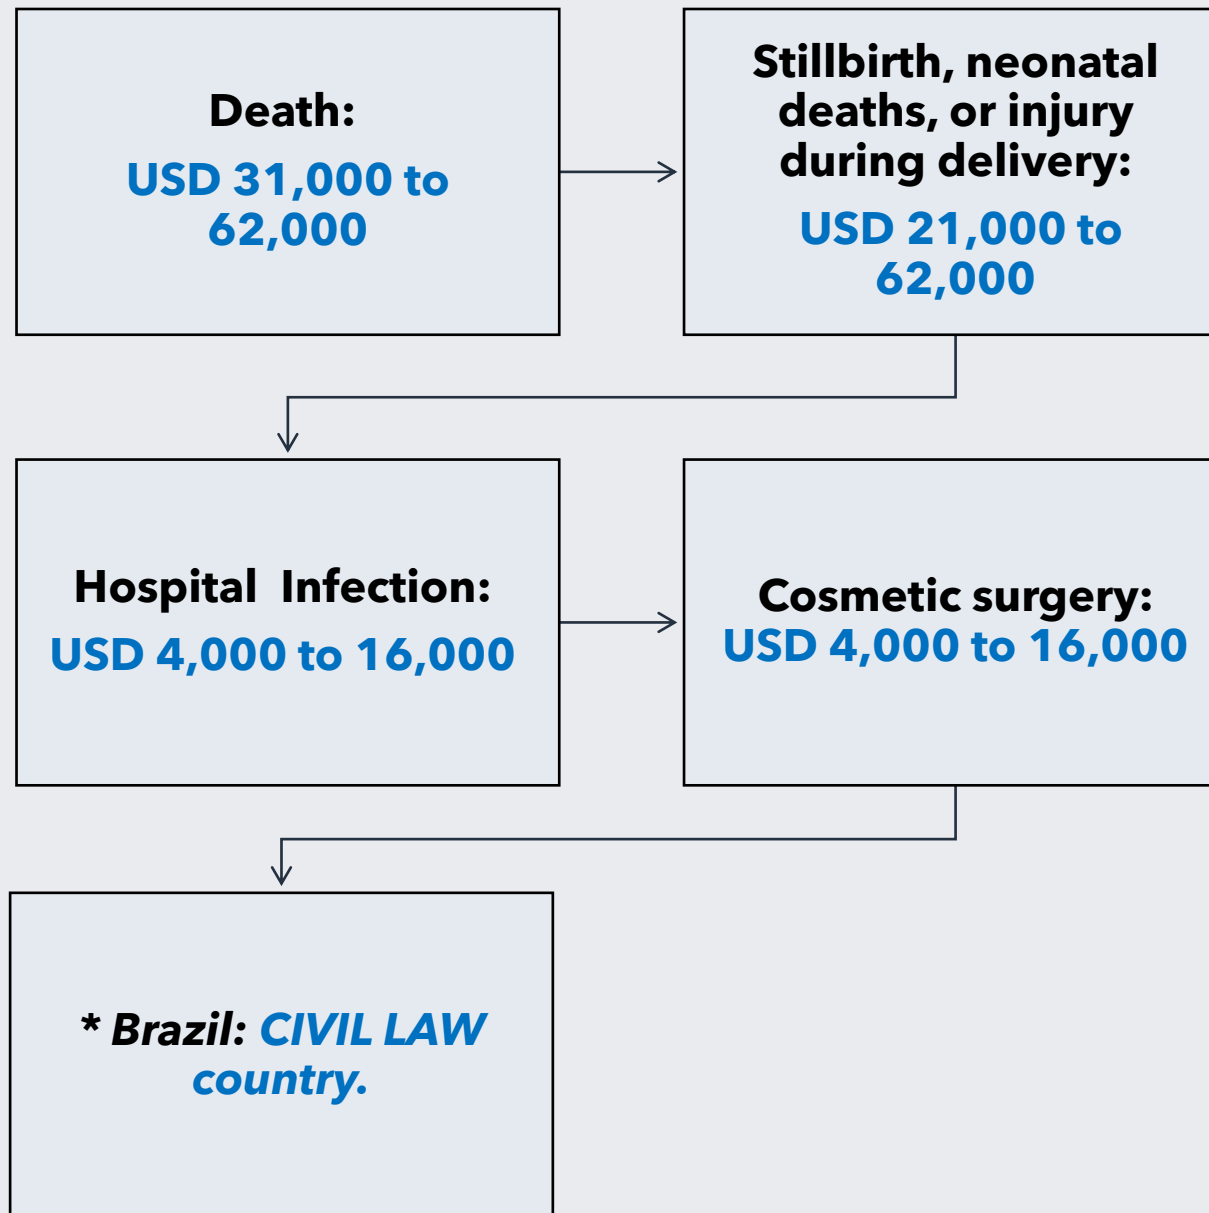 Death:
USD 31,000 to
62,000
Stillbirth, neonatal
deaths, or injury
during delivery:
USD 21,000 to
62,000
Hospital Infection:
USD 4,000 to 16,000
Cosmetic surgery:
USD 4,000 to 16,000
* Brazil: CIVIL LAW
country.